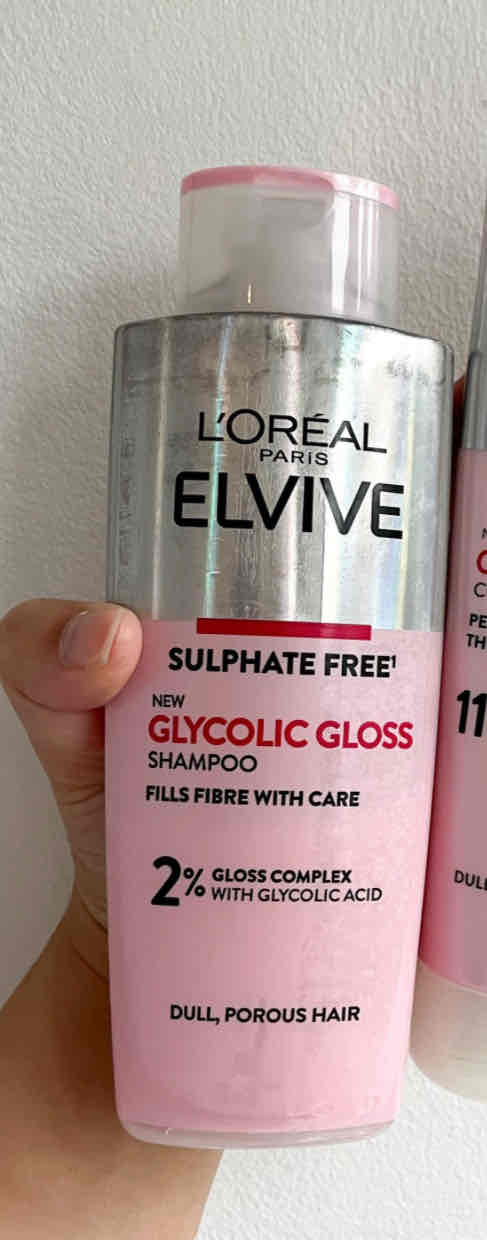 L'ORÉAL
PARiS
ELVIVE
SULPHATE FREE¹
NEW
GLYCOLIC GLOSS
SHAMPOO
FILLS FIBRE WITH CARE
2% GLOSS COMPLEX
WITH GLYCOLIC ACID
DULL, POROUS HAIR
11